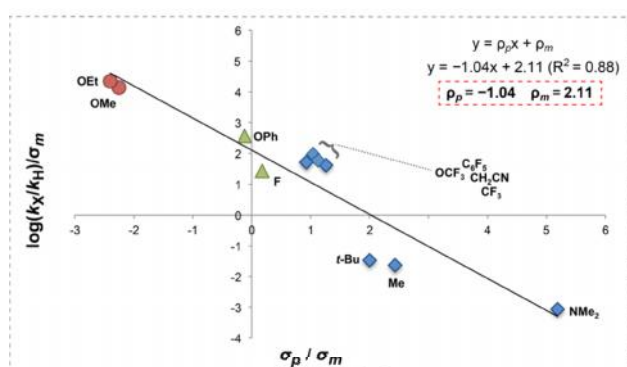 6
5
4
3
2
1
0
-1
-2
-3
-4
-3 -2 -1 0 1 2 3 4 5 6
log(kX/kH)/σm
σp / σm
y = ρpx + ρm
y = −1.04x + 2.11 (R² = 0.88)
ρp = −1.04 ρm = 2.11
OEt
OMe
OPh
F
C6F5
OCF3
CH2CN
CF3
t-Bu
Me
NMe2